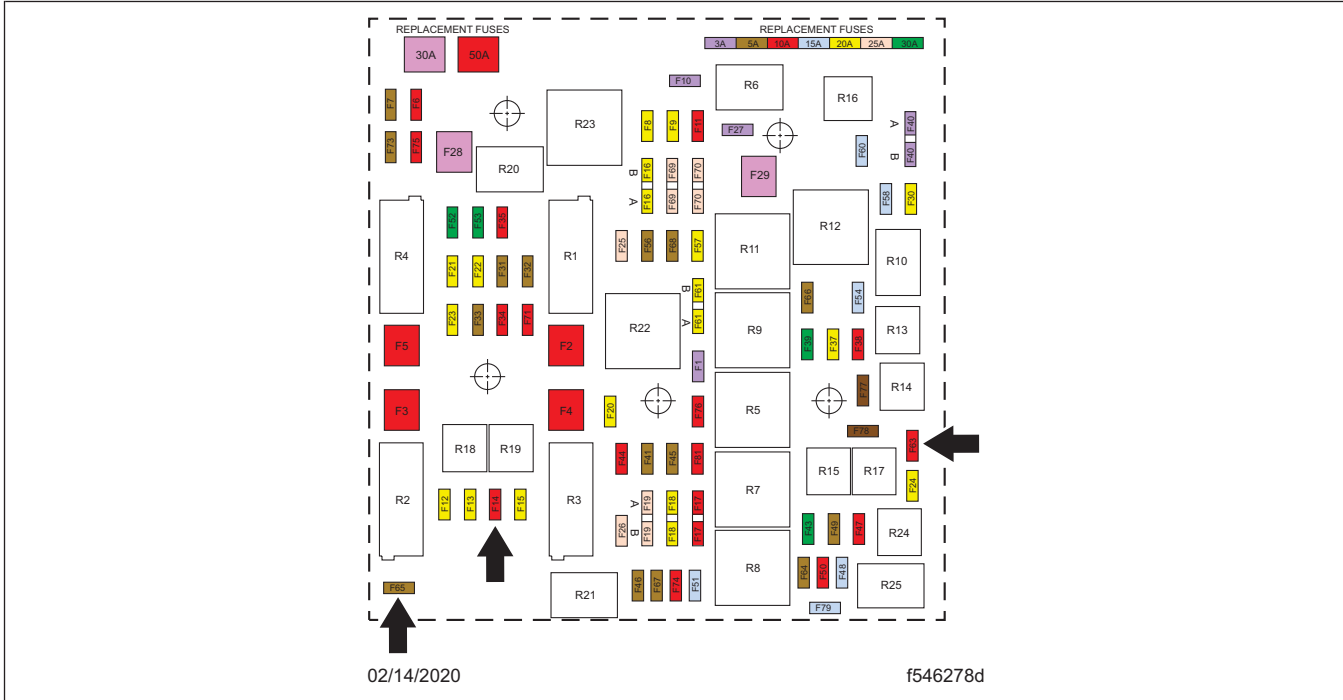 REPLACEMENT FUSES
REPLACEMENT FUSES
30A 50A
3A 5A 10A 15A 20A 25A 30A
F10 R6 R16
F7 F6 R23 F8 F9 F11 F27 A F40
F73 F75 F28 R20 F60 B F40
B F16 F69 F70 F29
A F16 F69 F70 F58 F30
F52 F53 F35 R4 R1 F25 F56 F68 F57 R11 R12 R10
F21 F22 F31 F32
B F61 F66 F54
F23 F33 F34 F71 R22 A F61 R9 R13
F5 F2 F39 F37 F38
F1 R14
F3 F4 F20 F76 R5 F77
F78 F63
R18 R19 F44 F41 F45 F81 R15 R17
R2 R3 F24
F12 F13 F14 F15 A F19 F18 F17 R7
F26 B F19 F18 F17 F43 F49 F47 R24
F65 R21 F46 F67 F74 F51 R8 F64 F50 F48 R25
F79
02/14/2020 f546278d